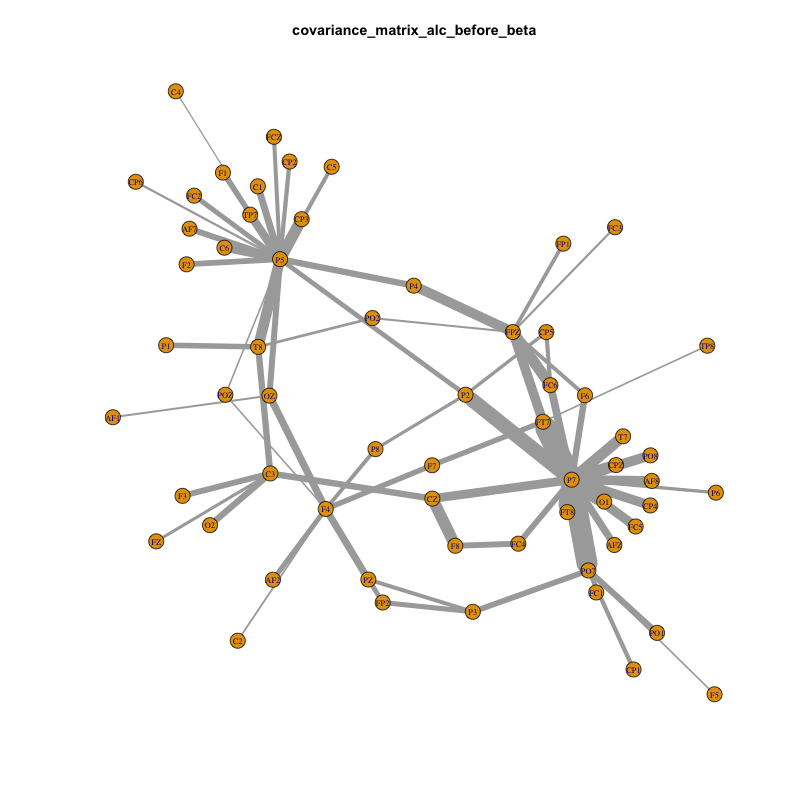 covariance_matrix_alc_before_beta
C4
FCZ
CP2
C5
F1
CP6
C1
FC2
TP7
CP3
AF7
C6
P5
F2
FC3
FP1
P4
PO2
FPZ
CP5
P1
T8
TP8
FC6
POZ
OZ
P2
F6
AF1
FT7
T7
P8
PO8
F7
CPZ
C3
P7
AF8
P6
F3
CZ
O1
CP4
F4
FT8
O2
FC5
FZ
F8
FC4
AFZ
PO7
AF2
PZ
FC1
FP2
P3
PO1
C2
CP1
F5